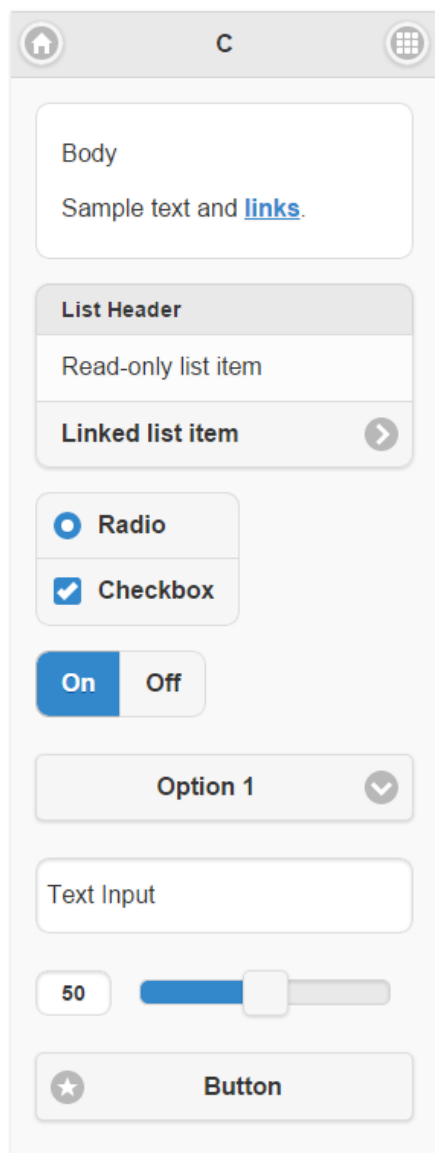 C
Body
Sample text and links.
List Header
Read-only list item
Linked list item
Radio
Checkbox
On Off
Option 1
Text Input
50
Button